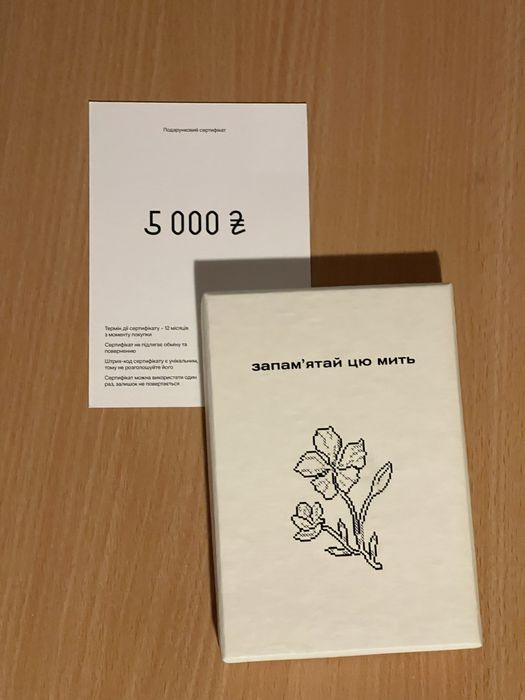 Подарунковий сертифікат
5 000 ₴
Термін дії сертифікату – 12 місяців
з моменту покупки
Сертифікат не підлягає обміну та
поверненню
Штрих-код сертифікату є унікальним,
тому не розголошуйте його
Сертифікат можна використати один
раз, залишок не повертається
запам'ятай цю мить